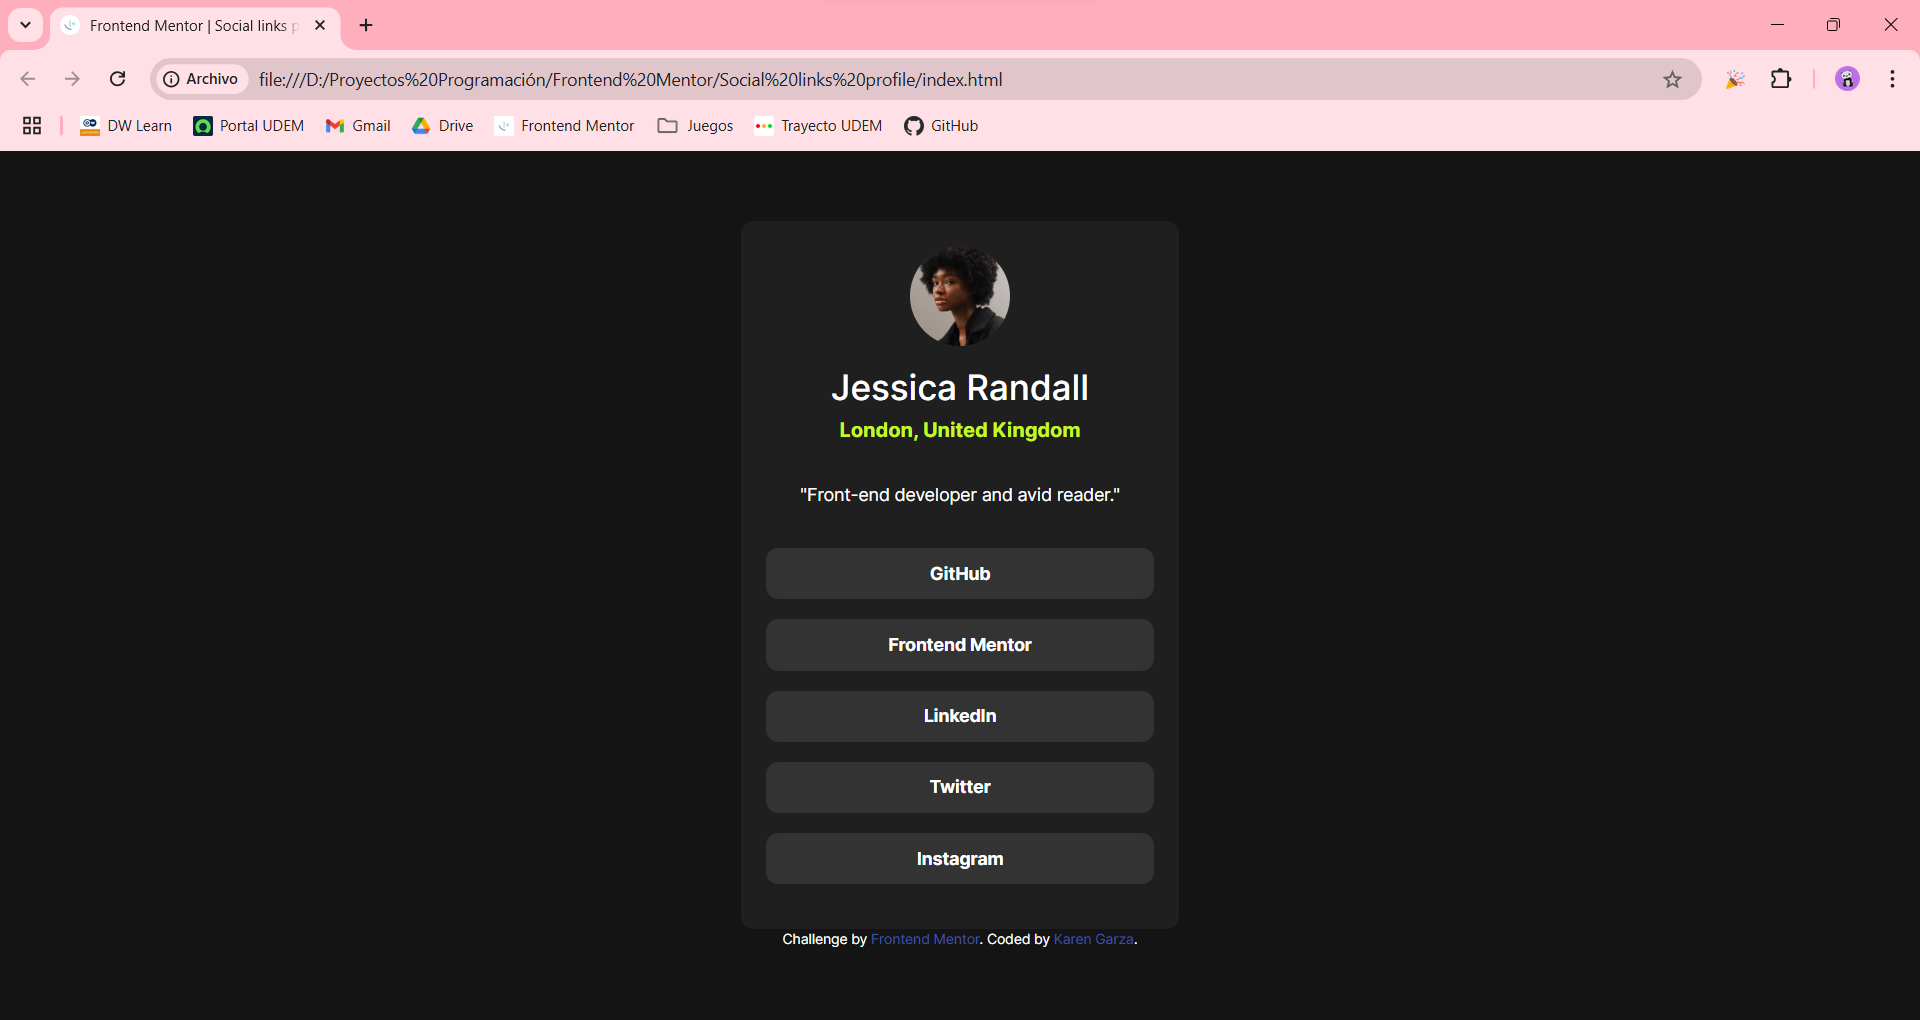 Frontend Mentor | Social links p
Archivo file:///D:/Proyectos%20Programación/Frontend%20Mentor/Social%20links%20profile/index.html
DW Learn Portal UDEM Gmail Drive Frontend Mentor Juegos Trayecto UDEM GitHub
Jessica Randall
London, United Kingdom
"Front-end developer and avid reader."
GitHub
Frontend Mentor
LinkedIn
Twitter
Instagram
Challenge by Frontend Mentor. Coded by Karen Garza.